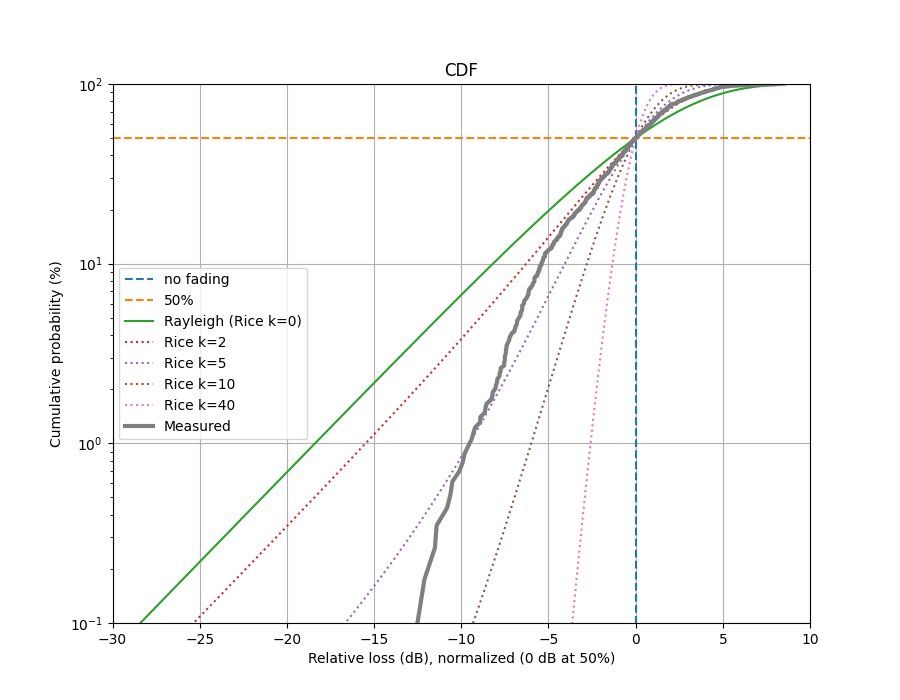 CDF
10²
10¹
10⁰
10⁻¹
Cumulative probability (%)
no fading
50%
Rayleigh (Rice k=0)
Rice k=2
Rice k=5
Rice k=10
Rice k=40
Measured
−30 −25 −20 −15 −10 −5 0 5 10
Relative loss (dB), normalized (0 dB at 50%)